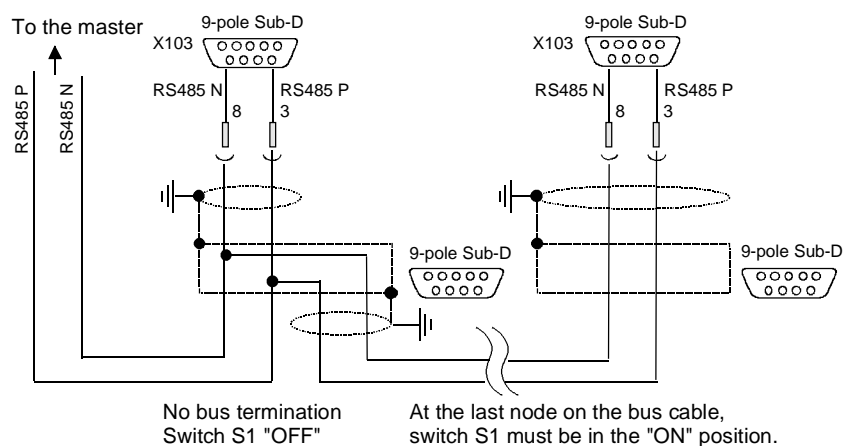 To the master
RS485 P
RS485 N
9-pole Sub-D
X103
RS485 N
RS485 P
8
3
9-pole Sub-D
X103
RS485 N
RS485 P
8
3
9-pole Sub-D
9-pole Sub-D
No bus termination
Switch S1 "OFF"
At the last node on the bus cable,
switch S1 must be in the "ON" position.